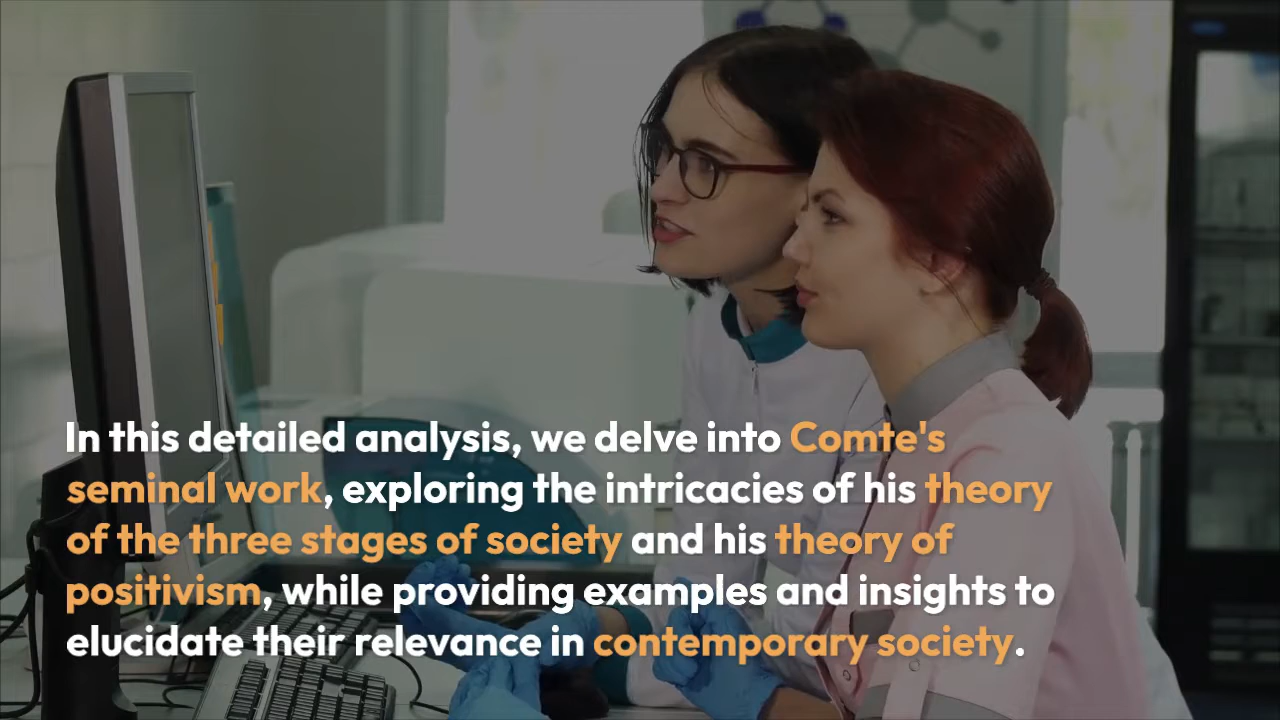 In this detailed analysis, we delve into Comte's
seminal work, exploring the intricacies of his theory
of the three stages of society and his theory of
positivism, while providing examples and insights to
elucidate their relevance in contemporary society.